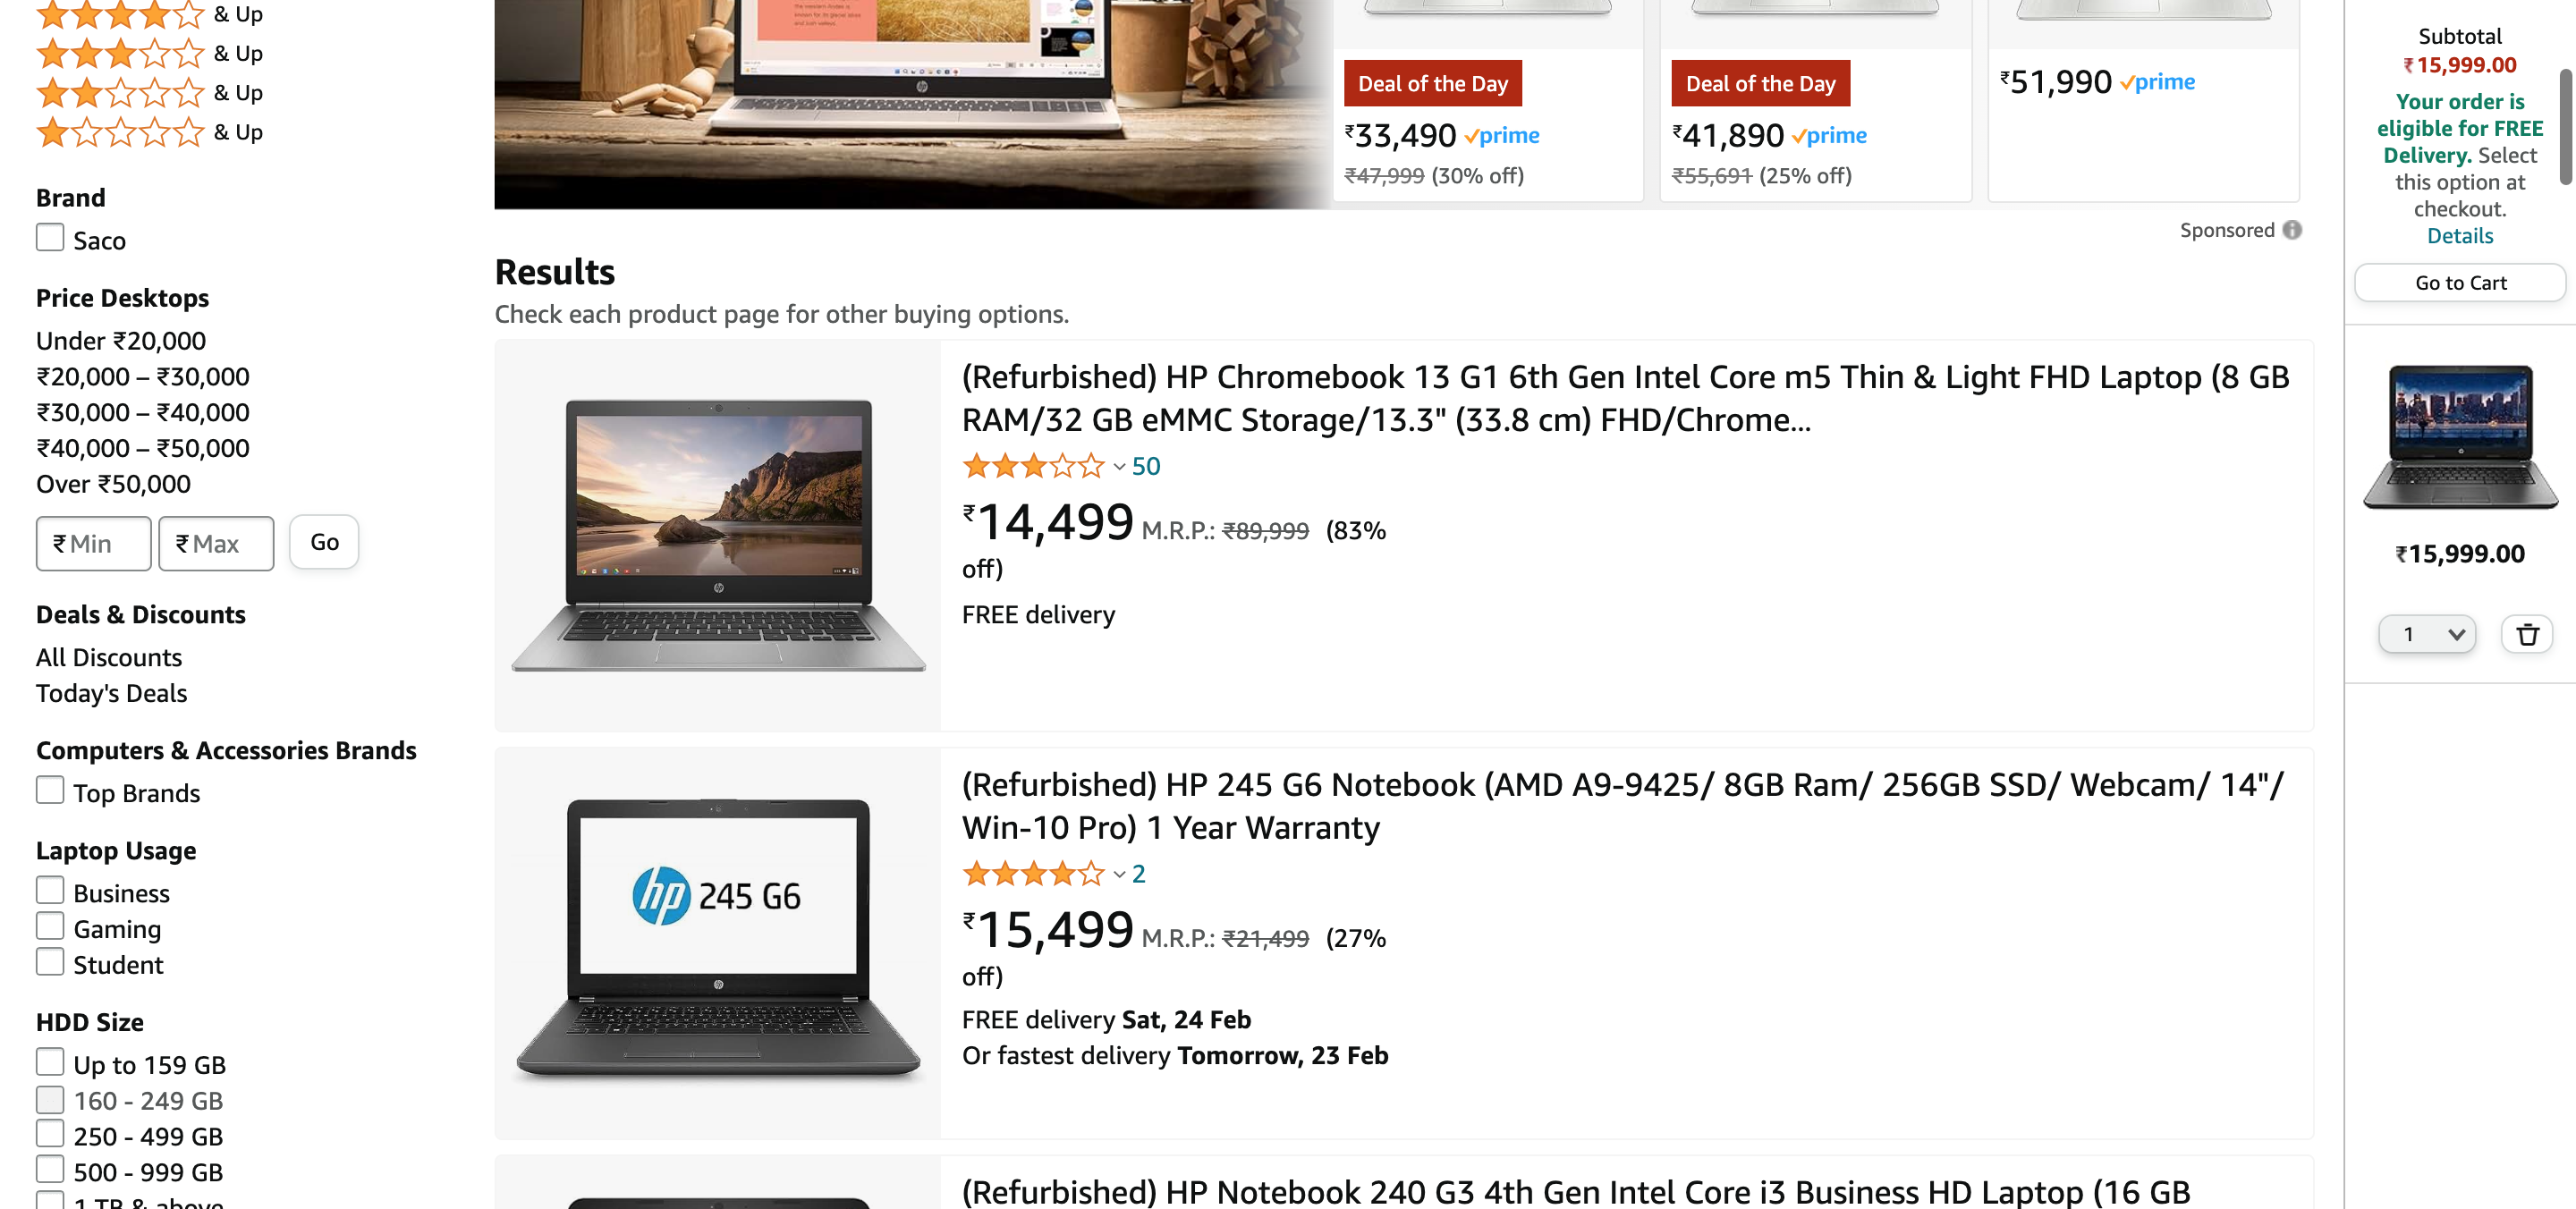 & Up
& Up
& Up
& Up
Brand
Saco
Price Desktops
Under ₹20,000
₹20,000 – ₹30,000
₹30,000 – ₹40,000
₹40,000 – ₹50,000
Over ₹50,000
₹ Min ₹ Max Go
Deals & Discounts
All Discounts
Today's Deals
Computers & Accessories Brands
Top Brands
Laptop Usage
Business
Gaming
Student
HDD Size
Up to 159 GB
160 - 249 GB
250 - 499 GB
500 - 999 GB
1 TB & above
Deal of the Day
₹33,490 prime
₹47,999 (30% off)
Deal of the Day
₹41,890 prime
₹55,691 (25% off)
₹51,990 prime
Sponsored
Results
Check each product page for other buying options.
(Refurbished) HP Chromebook 13 G1 6th Gen Intel Core m5 Thin & Light FHD Laptop (8 GB
RAM/32 GB eMMC Storage/13.3" (33.8 cm) FHD/Chrome...
50
₹14,499 M.R.P.: ₹89,999 (83%
off)
FREE delivery
hp 245 G6
(Refurbished) HP 245 G6 Notebook (AMD A9-9425/ 8GB Ram/ 256GB SSD/ Webcam/ 14"/
Win-10 Pro) 1 Year Warranty
2
₹15,499 M.R.P.: ₹21,499 (27%
off)
FREE delivery Sat, 24 Feb
Or fastest delivery Tomorrow, 23 Feb
(Refurbished) HP Notebook 240 G3 4th Gen Intel Core i3 Business HD Laptop (16 GB
Subtotal
₹15,999.00
Your order is
eligible for FREE
Delivery. Select
this option at
checkout.
Details
Go to Cart
₹15,999.00
1